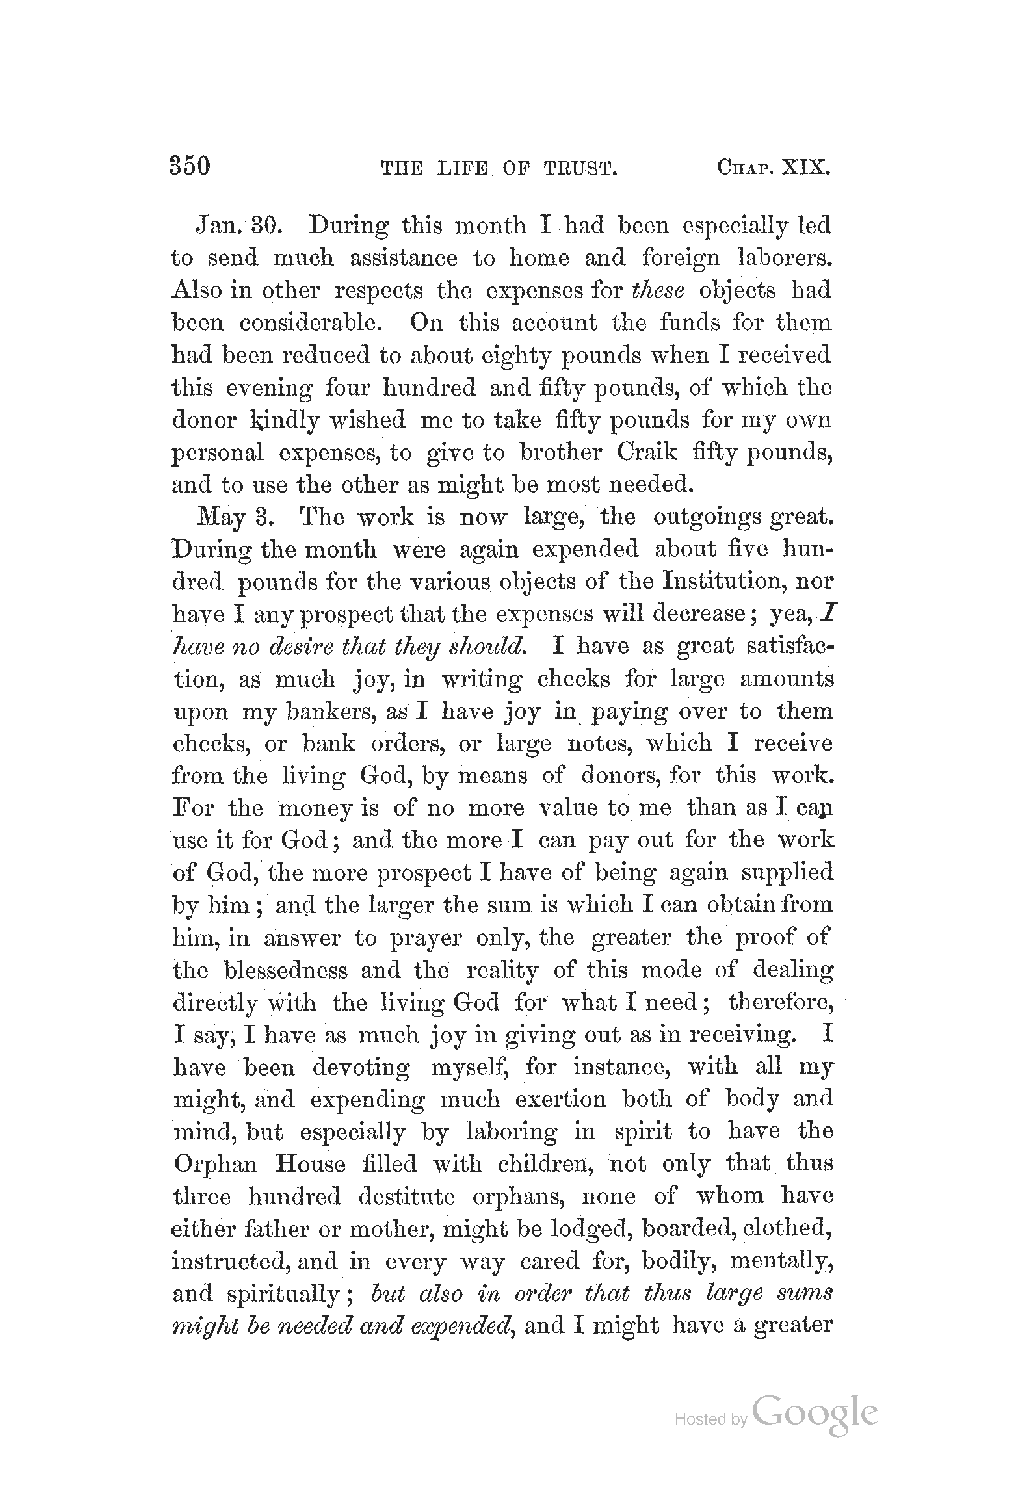 350 THE LIFE OF TRUST. CHAP. XIX.
Jan. 30. During this month I had been especially led
to send much assistance to home and foreign laborers.
Also in other respects the expenses for these objects had
been considerable. On this account the funds for them
had been reduced to about eighty pounds when I received
this evening four hundred and fifty pounds, of which the
donor kindly wished me to take fifty pounds for my own
personal expenses, to give to brother Craik fifty pounds,
and to use the other as might be most needed.
May 3. The work is now large, the outgoings great.
During the month were again expended about five hun-
dred pounds for the various objects of the Institution, nor
have I any prospect that the expenses will decrease; yea, I
have no desire that they should. I have as great satisfac-
tion, as much joy, in writing checks for large amounts
upon my bankers, as I have joy in paying over to them
checks, or bank orders, or large notes, which I receive
from the living God, by means of donors, for this work.
For the money is of no more value to me than as I can
use it for God; and the more I can pay out for the work
of God, the more prospect I have of being again supplied
by him; and the larger the sum is which I can obtain from
him, in answer to prayer only, the greater the proof of
the blessedness and the reality of this mode of dealing
directly with the living God for what I need; therefore,
I say, I have as much joy in giving out as in receiving. I
have been devoting myself, for instance, with all my
might, and expending much exertion both of body and
mind, but especially by laboring in spirit to have the
Orphan House filled with children, not only that thus
three hundred destitute orphans, none of whom have
either father or mother, might be lodged, boarded, clothed,
instructed, and in every way cared for, bodily, mentally,
and spiritually; but also in order that thus large sums
might be needed and expended, and I might have a greater
Hosted by Google